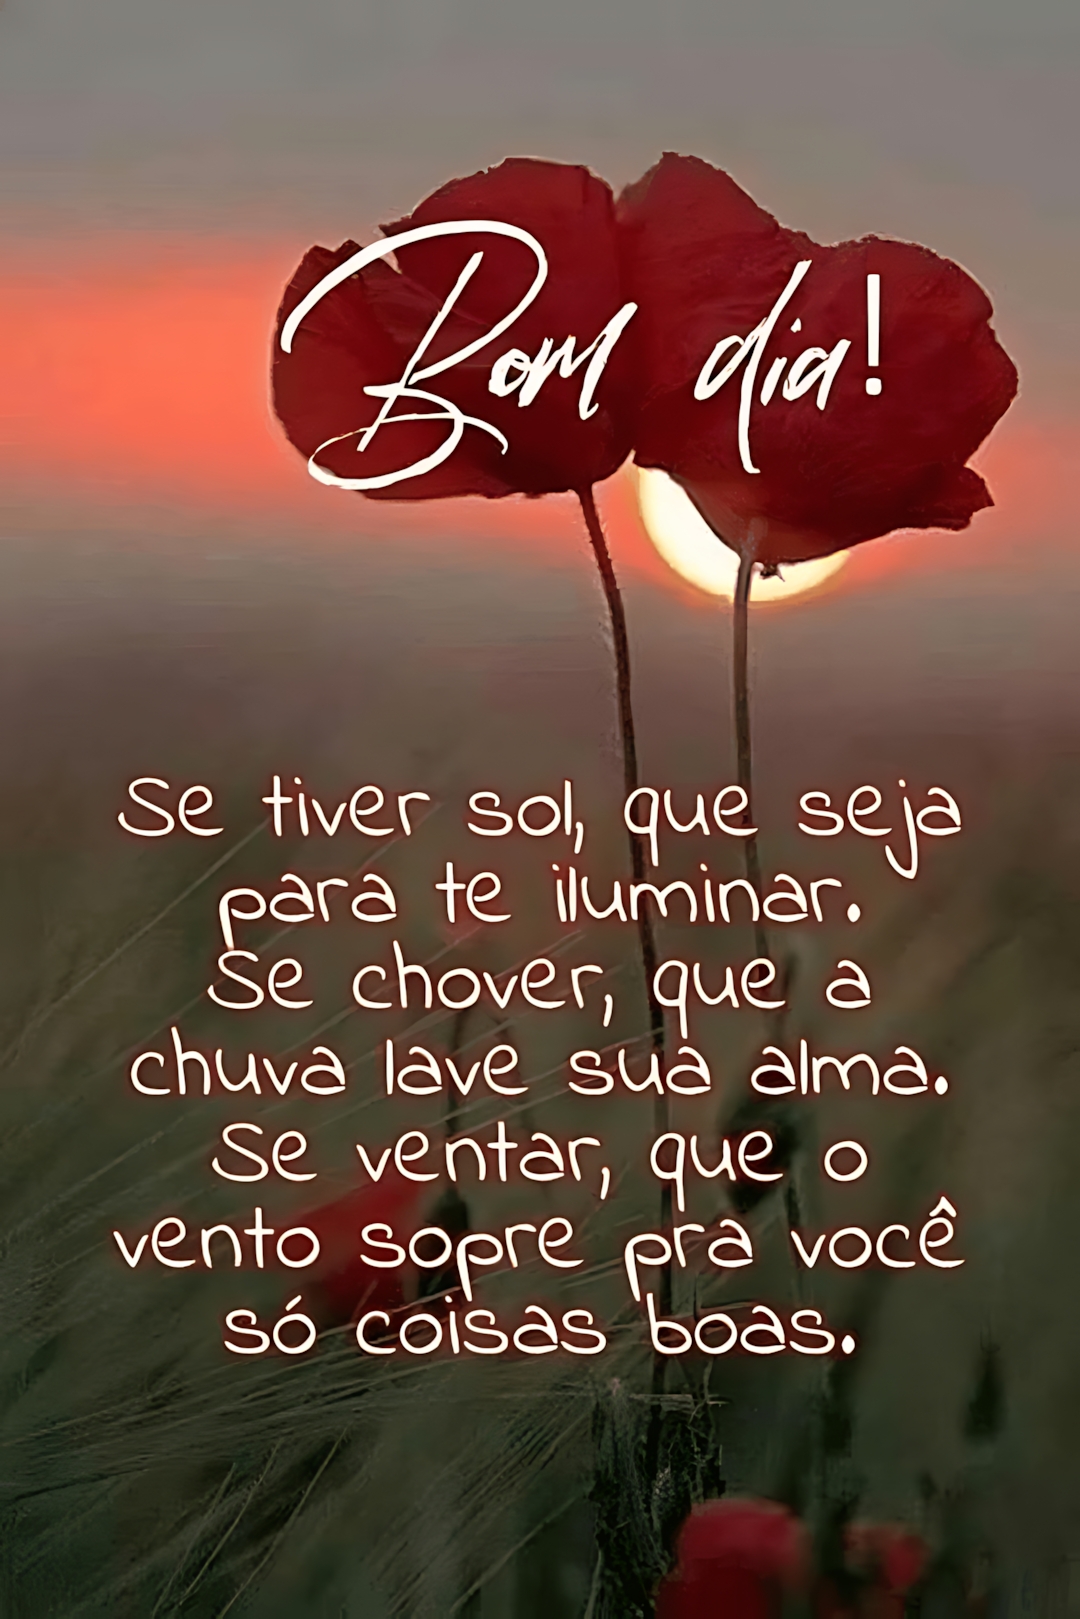 Bom dia!
Se tiver sol, que seja
para te iluminar.
Se chover, que a
chuva lave sua alma.
Se ventar, que o
vento sopre pra você
só coisas boas.